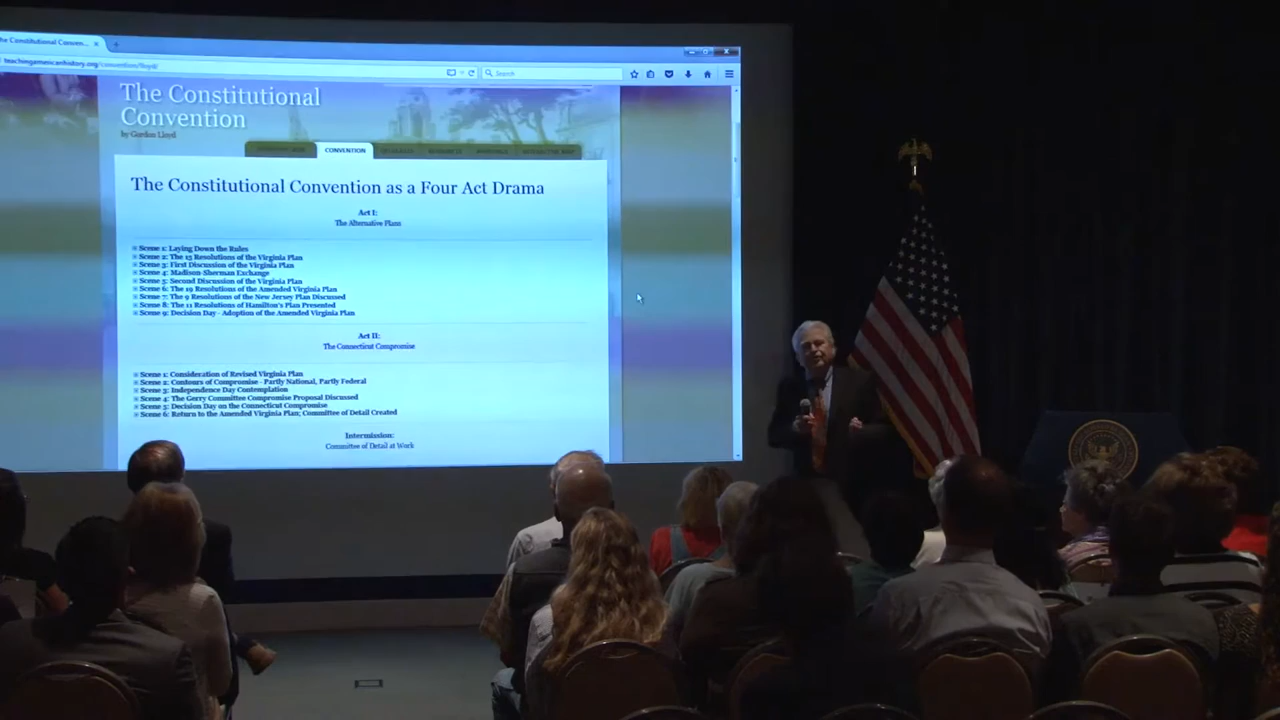 The Constitutional Conven...
teachingamericanhistory.org/convention/lloyd/
Search
The Constitutional
Convention
by Gordon Lloyd
CONVENTION
The Constitutional Convention as a Four Act Drama
Act I:
The Alternative Plans
Scene 1: Laying Down the Rules
Scene 2: The 15 Resolutions of the Virginia Plan
Scene 3: First Discussion of the Virginia Plan
Scene 4: Madison-Sherman Exchange
Scene 5: Second Discussion of the Virginia Plan
Scene 6: The 19 Resolutions of the Amended Virginia Plan
Scene 7: The 9 Resolutions of the New Jersey Plan Discussed
Scene 8: The 11 Resolutions of Hamilton's Plan Presented
Scene 9: Decision Day - Adoption of the Amended Virginia Plan
Act II:
The Connecticut Compromise
Scene 1: Consideration of Revised Virginia Plan
Scene 2: Contours of Compromise - Partly National, Partly Federal
Scene 3: Independence Day Contemplation
Scene 4: The Gerry Committee Compromise Proposal Discussed
Scene 5: Decision Day on the Connecticut Compromise
Scene 6: Return to the Amended Virginia Plan; Committee of Detail Created
Intermission:
Committee of Detail at Work